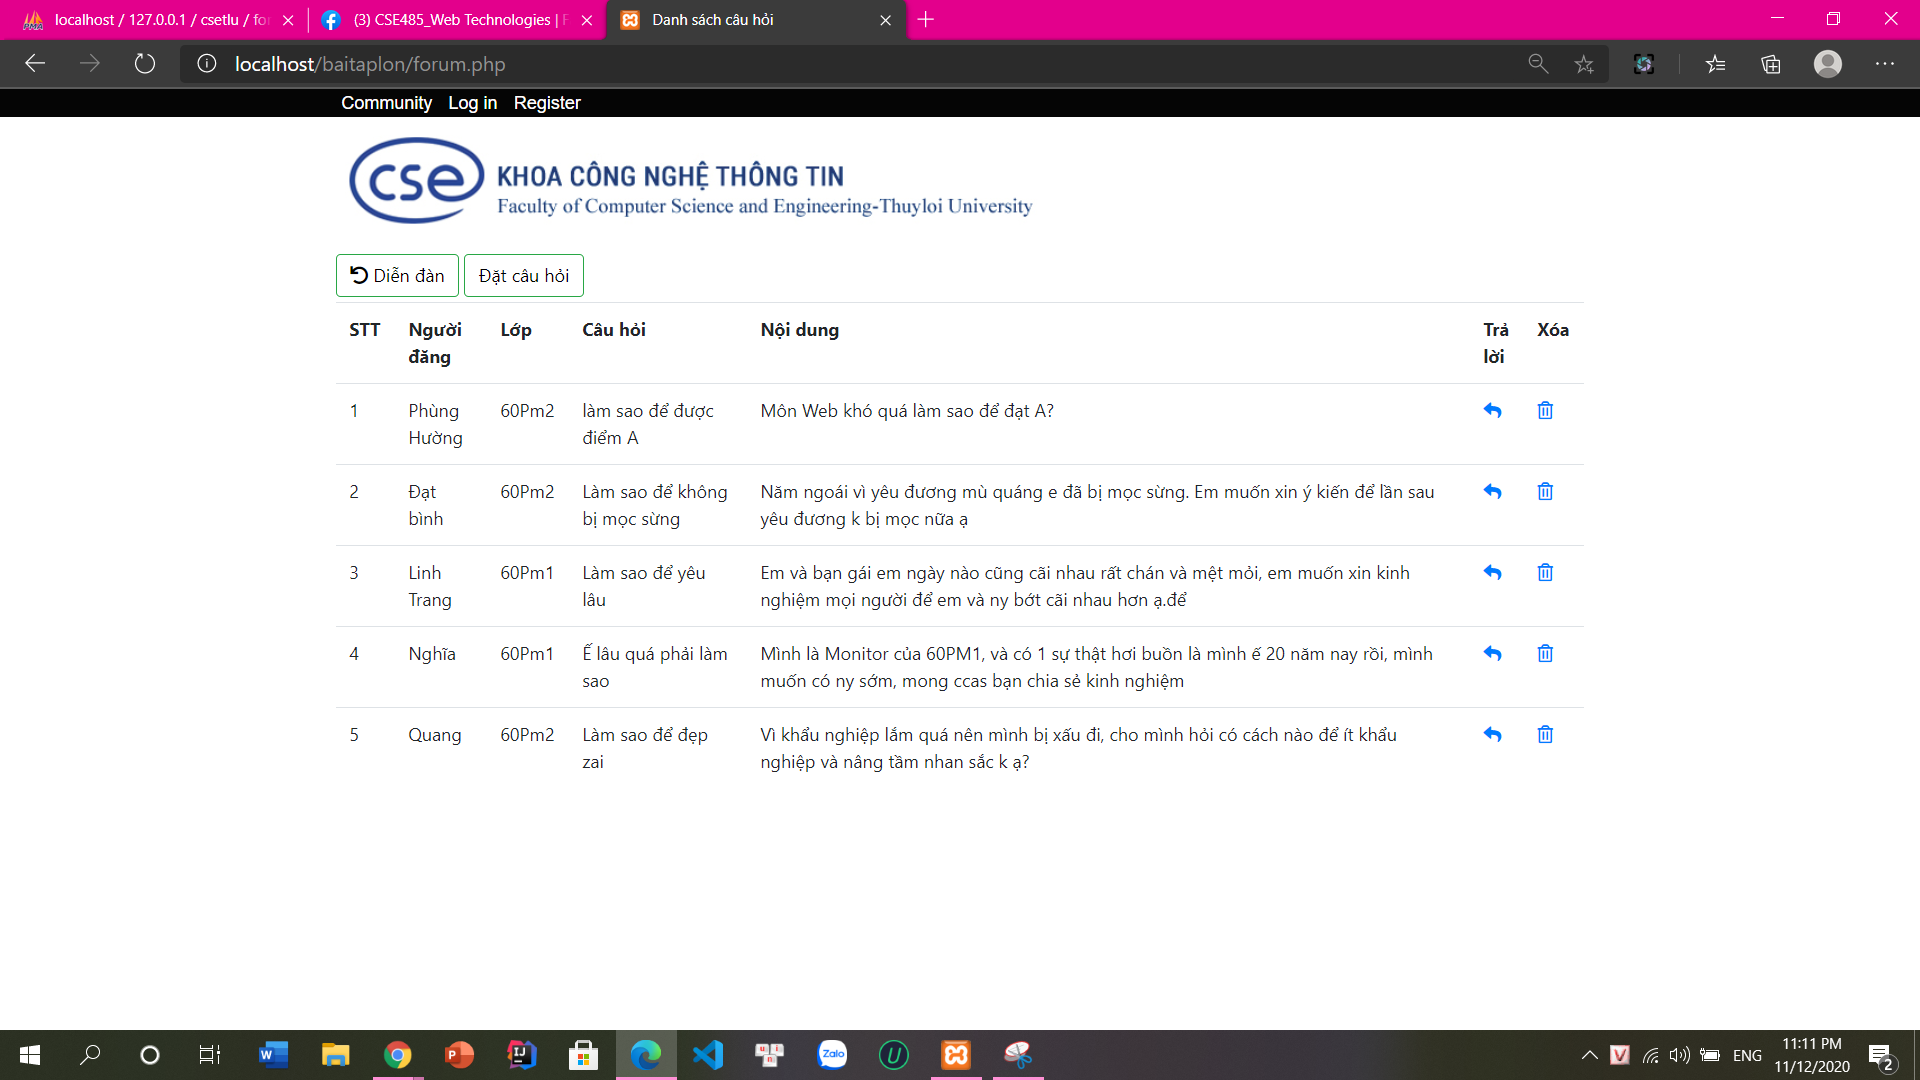 localhost / 127.0.0.1 / csetlu / for
(3) CSE485_Web Technologies | F
Danh sách câu hỏi
localhost/baitaplon/forum.php
Community Log in Register
cse
KHOA CÔNG NGHỆ THÔNG TIN
Faculty of Computer Science and Engineering-Thuyloi University
Diễn đàn Đặt câu hỏi
STT Người đăng Lớp Câu hỏi Nội dung Trả lời Xóa
1 Phùng Hường 60Pm2 làm sao để được điểm A Môn Web khó quá làm sao để đạt A?
2 Đạt bình 60Pm2 Làm sao để không bị mọc sừng Năm ngoái vì yêu đương mù quáng e đã bị mọc sừng. Em muốn xin ý kiến để lần sau yêu đương k bị mọc nữa ạ
3 Linh Trang 60Pm1 Làm sao để yêu lâu Em và bạn gái em ngày nào cũng cãi nhau rất chán và mệt mỏi, em muốn xin kinh nghiệm mọi người để em và ny bớt cãi nhau hơn ạ.để
4 Nghĩa 60Pm1 Ế lâu quá phải làm sao Mình là Monitor của 60PM1, và có 1 sự thật hơi buồn là mình ế 20 năm nay rồi, mình muốn có ny sớm, mong ccas bạn chia sẻ kinh nghiệm
5 Quang 60Pm2 Làm sao để đẹp zai Vì khẩu nghiệp lắm quá nên mình bị xấu đi, cho mình hỏi có cách nào để ít khẩu nghiệp và nâng tầm nhan sắc k ạ?
Zalo
ENG
11:11 PM
11/12/2020
2